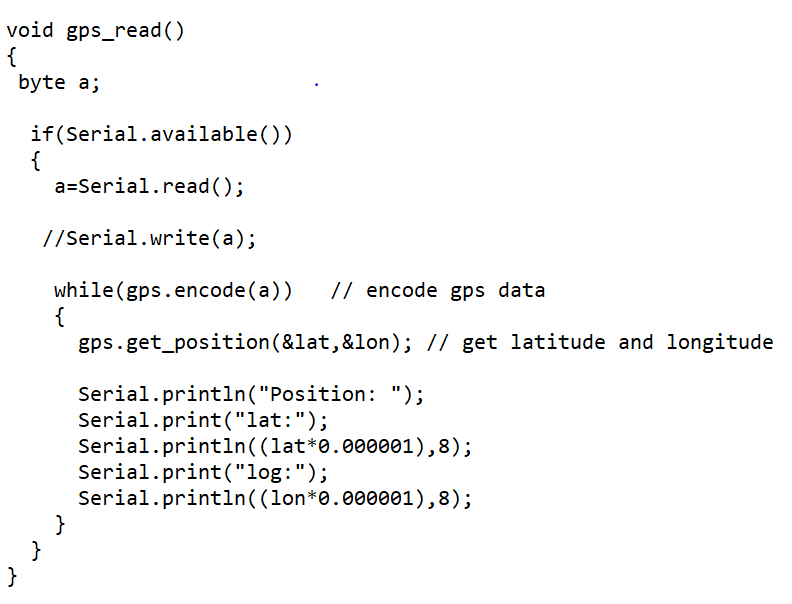 void gps_read()
{
 byte a;

  if(Serial.available())
  {
    a=Serial.read();

   //Serial.write(a);

    while(gps.encode(a))   // encode gps data
    {
      gps.get_position(&lat,&lon); // get latitude and longitude

      Serial.println("Position: ");
      Serial.print("lat:");
      Serial.println((lat*0.000001),8);
      Serial.print("log:");
      Serial.println((lon*0.000001),8);
    }
  }
}